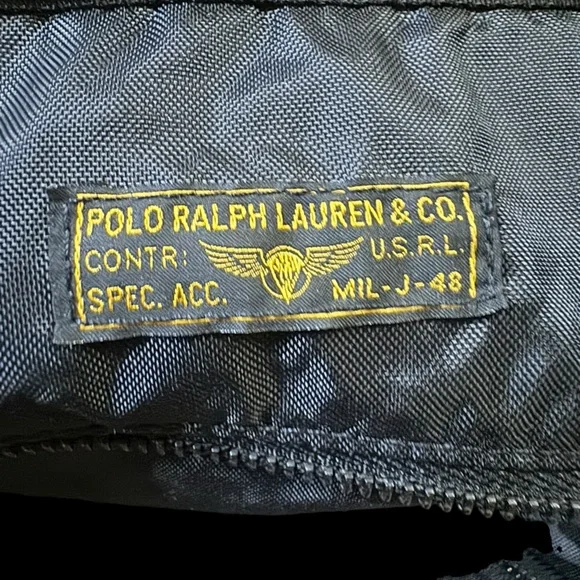 POLO RALPH LAUREN & CO.
CONTR: U.S.R.L.
SPEC. ACC. MIL-J-48